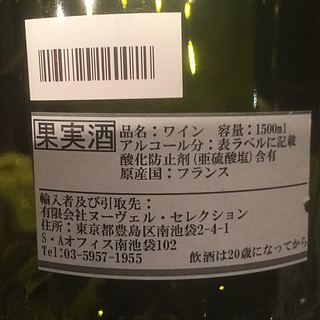 果実酒
品名：ワイン　容量：1500ml
アルコール分：表ラベルに記載
酸化防止剤(亜硫酸塩)含有
原産国：フランス
輸入者及び引取先：
有限会社ヌーヴェル・セレクション
住所：東京都豊島区南池袋2-4-1
S・Aオフィス南池袋102
Tel:03-5957-1955　飲酒は20歳になってから